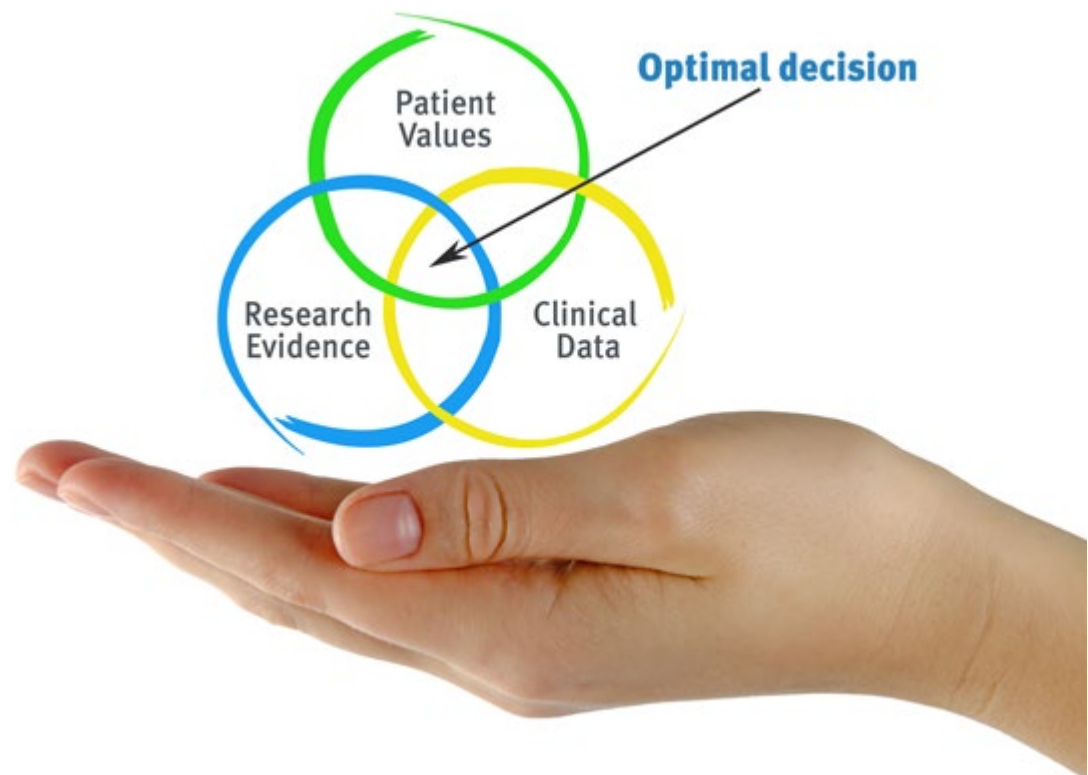 Optimal decision
Patient
Values
Research
Evidence
Clinical
Data